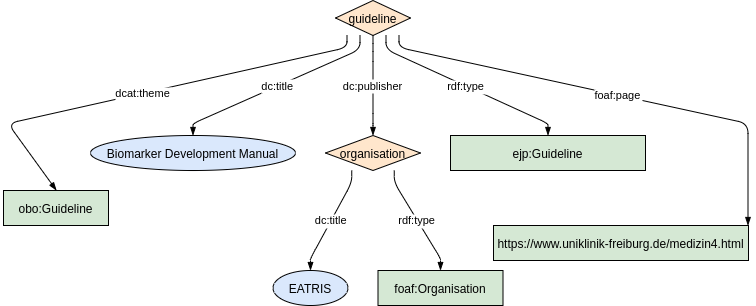 guideline
dcat:theme
dc:title
dc:publisher
rdf:type
foaf:page
Biomarker Development Manual
organisation
ejp:Guideline
obo:Guideline
dc:title
rdf:type
https://www.uniklinik-freiburg.de/medizin4.html
EATRIS
foaf:Organisation